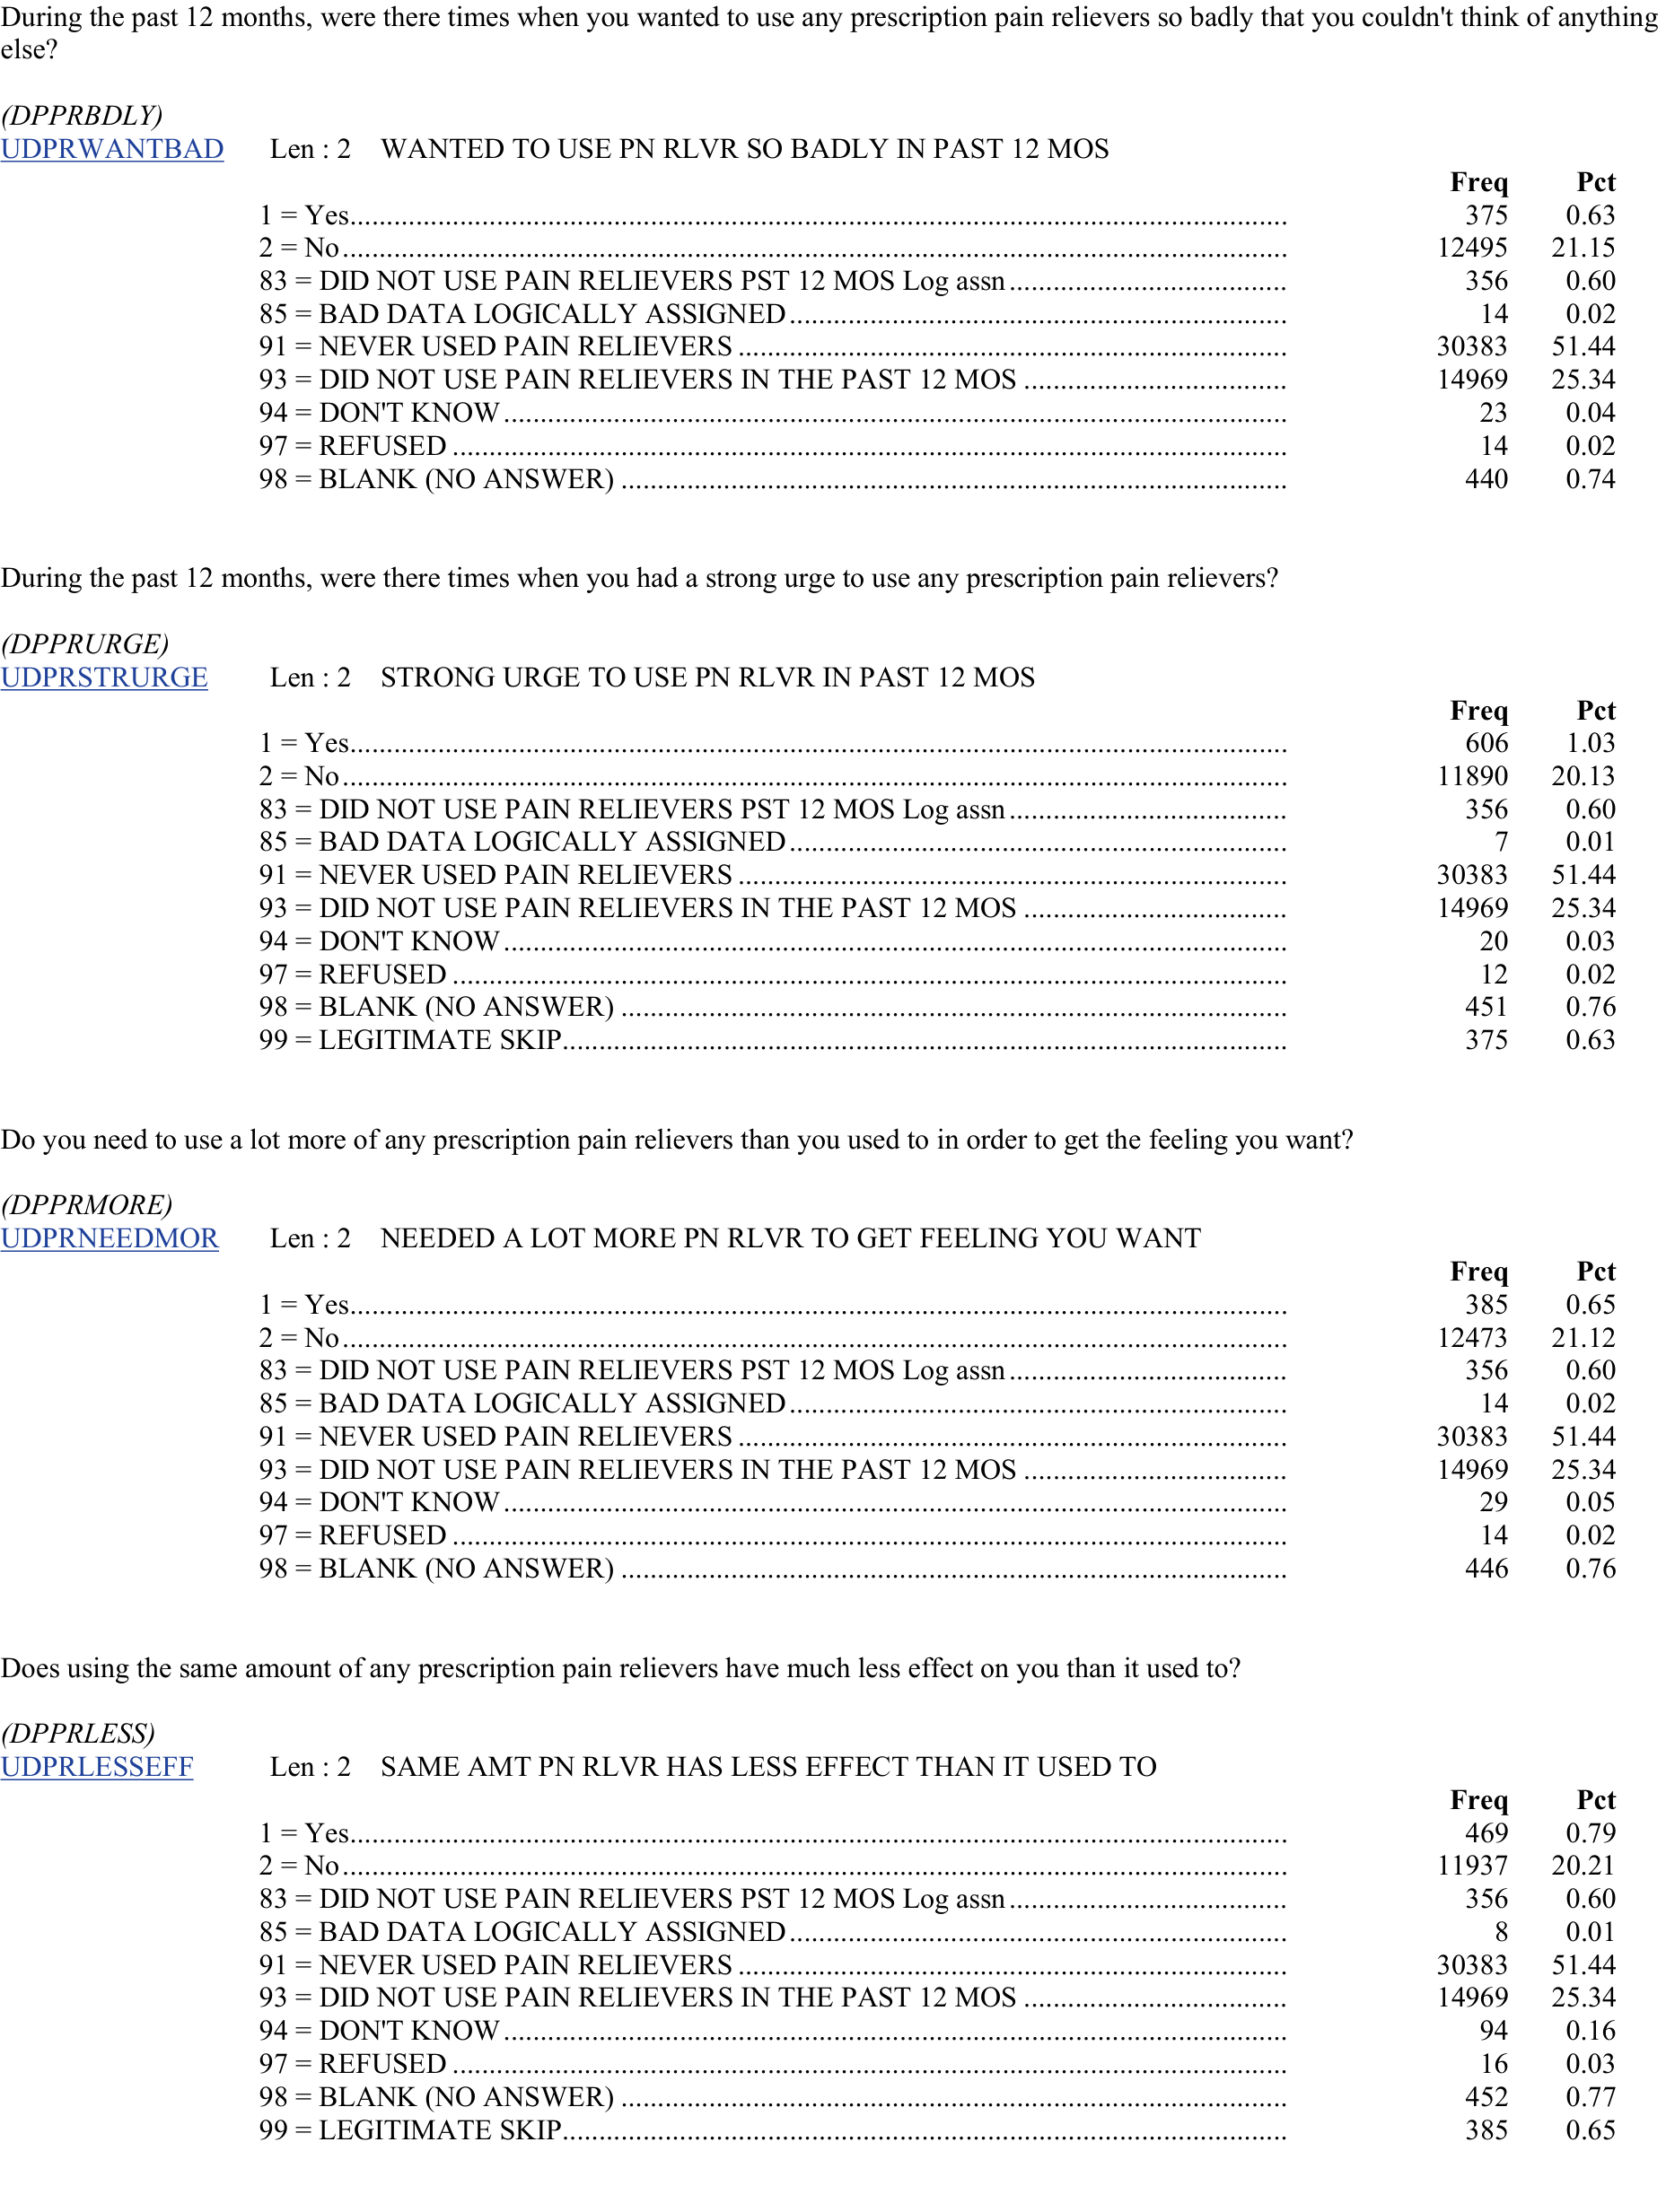 During the past 12 months, were there times when you wanted to use any prescription pain relievers so badly that you couldn't think of anything
else?
(DPPRBDLY)
UDPRWANTBAD Len : 2 WANTED TO USE PN RLVR SO BADLY IN PAST 12 MOS
Freq Pct
1 = Yes.................................................. 375 0.63
2 = No.................................................. 12495 21.15
83 = DID NOT USE PAIN RELIEVERS PST 12 MOS Log assn.................................................. 356 0.60
85 = BAD DATA LOGICALLY ASSIGNED.................................................. 14 0.02
91 = NEVER USED PAIN RELIEVERS.................................................. 30383 51.44
93 = DID NOT USE PAIN RELIEVERS IN THE PAST 12 MOS.................................................. 14969 25.34
94 = DON'T KNOW.................................................. 23 0.04
97 = REFUSED.................................................. 14 0.02
98 = BLANK (NO ANSWER).................................................. 440 0.74
During the past 12 months, were there times when you had a strong urge to use any prescription pain relievers?
(DPPRURGE)
UDPRSTRURGE Len : 2 STRONG URGE TO USE PN RLVR IN PAST 12 MOS
Freq Pct
1 = Yes.................................................. 606 1.03
2 = No.................................................. 11890 20.13
83 = DID NOT USE PAIN RELIEVERS PST 12 MOS Log assn.................................................. 356 0.60
85 = BAD DATA LOGICALLY ASSIGNED.................................................. 7 0.01
91 = NEVER USED PAIN RELIEVERS.................................................. 30383 51.44
93 = DID NOT USE PAIN RELIEVERS IN THE PAST 12 MOS.................................................. 14969 25.34
94 = DON'T KNOW.................................................. 20 0.03
97 = REFUSED.................................................. 12 0.02
98 = BLANK (NO ANSWER).................................................. 451 0.76
99 = LEGITIMATE SKIP.................................................. 375 0.63
Do you need to use a lot more of any prescription pain relievers than you used to in order to get the feeling you want?
(DPPRMORE)
UDPRNEEDMOR Len : 2 NEEDED A LOT MORE PN RLVR TO GET FEELING YOU WANT
Freq Pct
1 = Yes.................................................. 385 0.65
2 = No.................................................. 12473 21.12
83 = DID NOT USE PAIN RELIEVERS PST 12 MOS Log assn.................................................. 356 0.60
85 = BAD DATA LOGICALLY ASSIGNED.................................................. 14 0.02
91 = NEVER USED PAIN RELIEVERS.................................................. 30383 51.44
93 = DID NOT USE PAIN RELIEVERS IN THE PAST 12 MOS.................................................. 14969 25.34
94 = DON'T KNOW.................................................. 29 0.05
97 = REFUSED.................................................. 14 0.02
98 = BLANK (NO ANSWER).................................................. 446 0.76
Does using the same amount of any prescription pain relievers have much less effect on you than it used to?
(DPPRLESS)
UDPRLESSEFF Len : 2 SAME AMT PN RLVR HAS LESS EFFECT THAN IT USED TO
Freq Pct
1 = Yes.................................................. 469 0.79
2 = No.................................................. 11937 20.21
83 = DID NOT USE PAIN RELIEVERS PST 12 MOS Log assn.................................................. 356 0.60
85 = BAD DATA LOGICALLY ASSIGNED.................................................. 8 0.01
91 = NEVER USED PAIN RELIEVERS.................................................. 30383 51.44
93 = DID NOT USE PAIN RELIEVERS IN THE PAST 12 MOS.................................................. 14969 25.34
94 = DON'T KNOW.................................................. 94 0.16
97 = REFUSED.................................................. 16 0.03
98 = BLANK (NO ANSWER).................................................. 452 0.77
99 = LEGITIMATE SKIP.................................................. 385 0.65